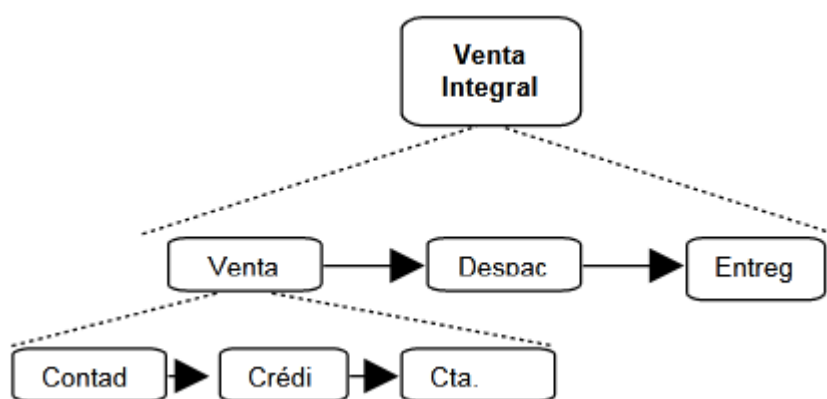 Venta
Integral
Venta
Despac
Entreg
Contad
Crédi
Cta.